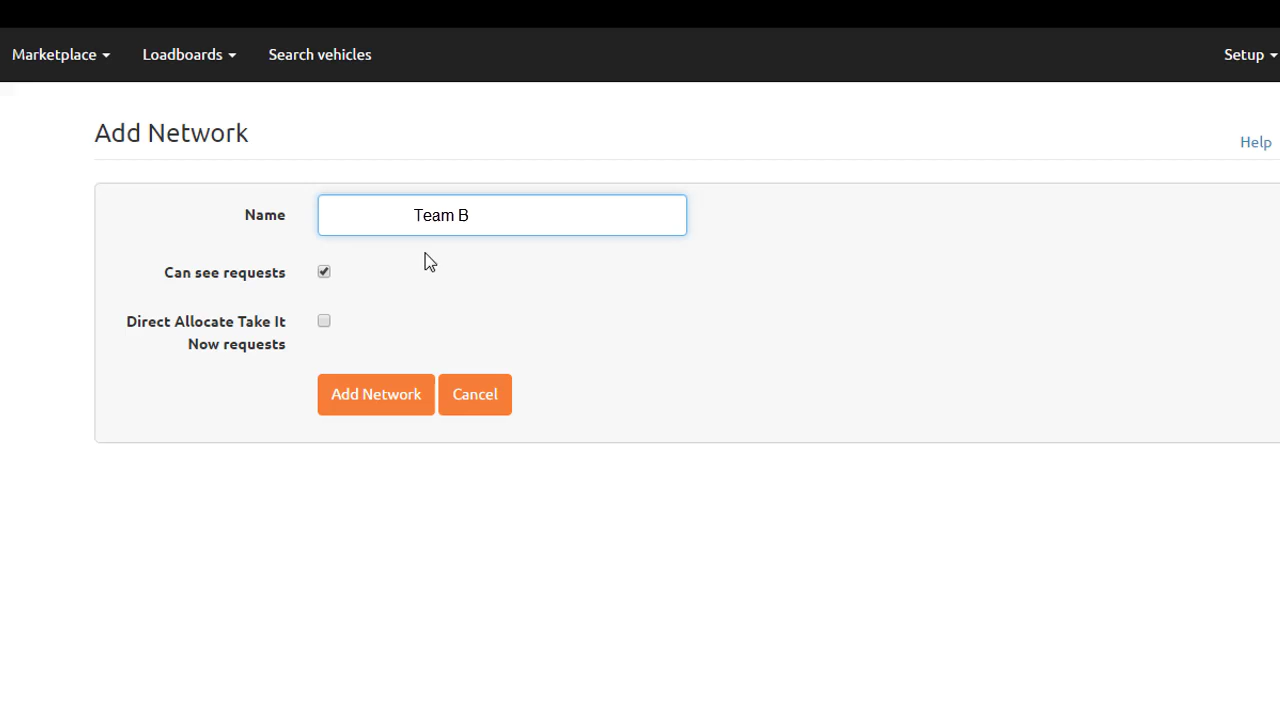 Marketplace Loadboards Search vehicles Setup
Add Network
Help
Name Team B
Can see requests
Direct Allocate Take It
Now requests
Add Network Cancel